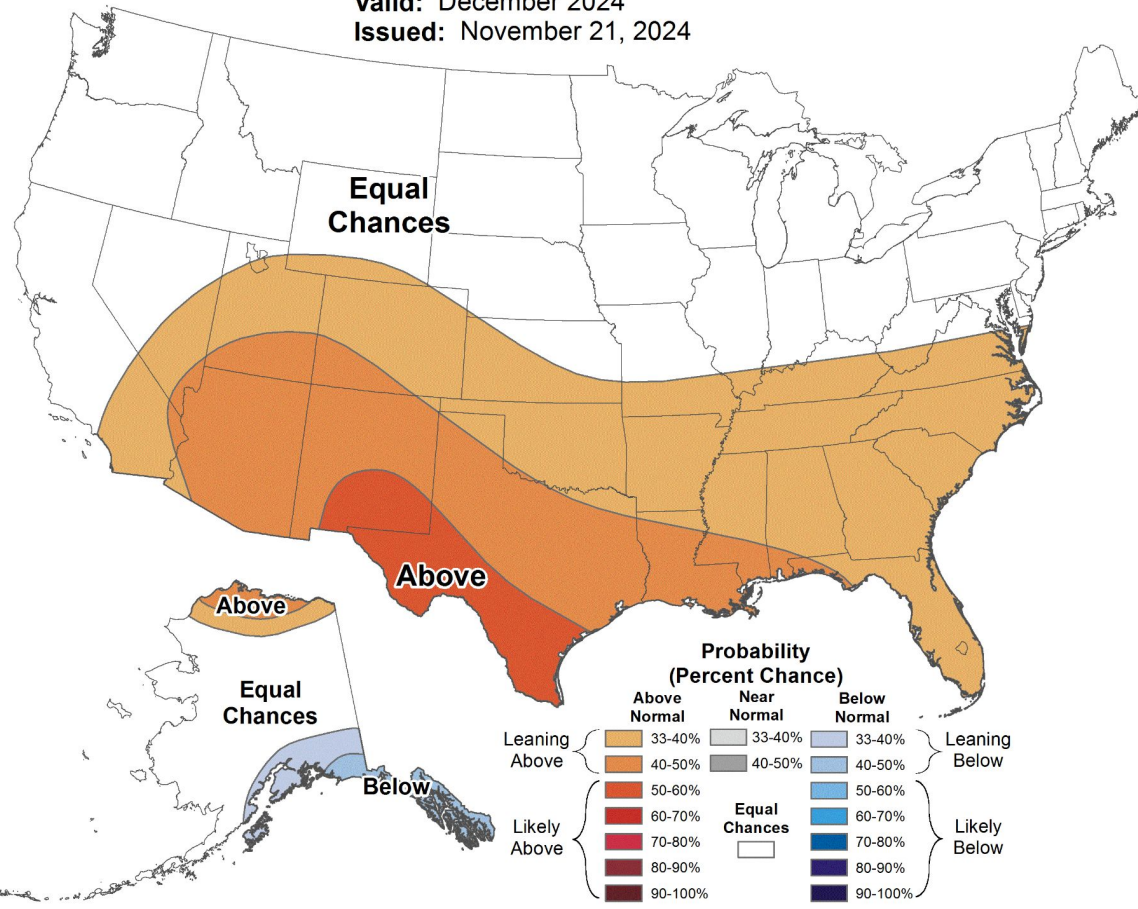 Valid: December 2024
Issued: November 21, 2024
Equal
Chances
Above
Above
Equal
Chances
Below
Probability
(Percent Chance)
Above
Normal
Near
Normal
Below
Normal
Leaning
Above
33-40%
33-40%
33-40%
Leaning
Below
40-50%
40-50%
40-50%
50-60%
50-60%
Likely
Above
60-70%
Equal
Chances
60-70%
Likely
Below
70-80%
70-80%
80-90%
80-90%
90-100%
90-100%